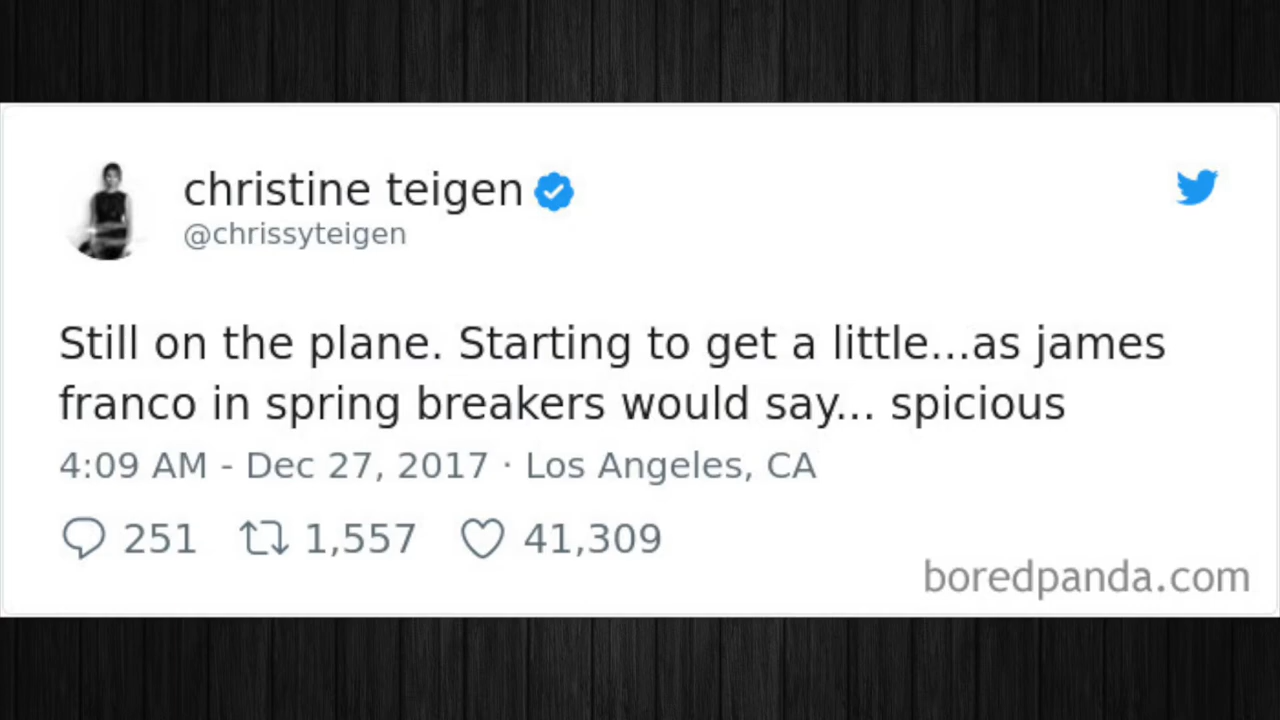 christine teigen
@chrissyteigen
Still on the plane. Starting to get a little...as james
franco in spring breakers would say... spicious
4:09 AM - Dec 27, 2017 · Los Angeles, CA
251 1,557 41,309
boredpanda.com